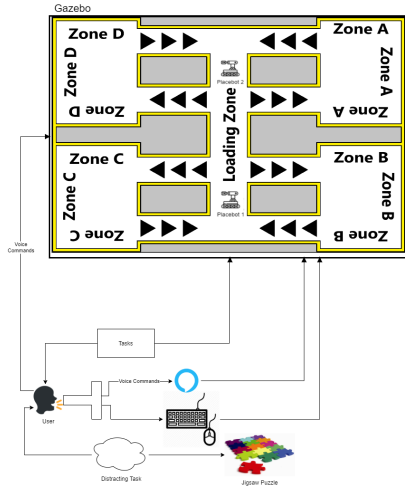 Gazebo
Zone D
Zone A
Zone D
Zone A
Placebot 2
Zone D
Zone A
Loading Zone
Zone C
Zone B
Zone C
Zone B
Placebot 1
Zone C
Zone B
Voice
Commands
Tasks
Voice Commands
User
Distracting Task
Jigsaw Puzzle